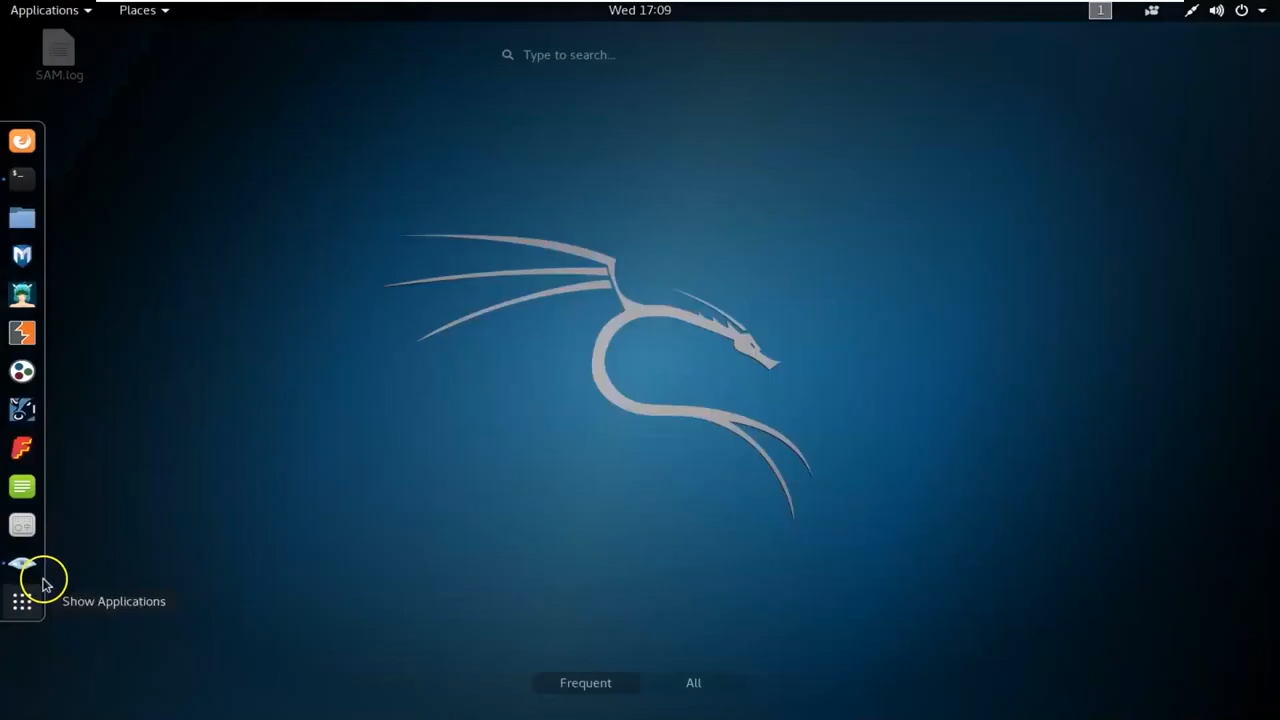 Applications
Places
Wed 17:09
1
SAM.log
Type to search...
Show Applications
Frequent
All